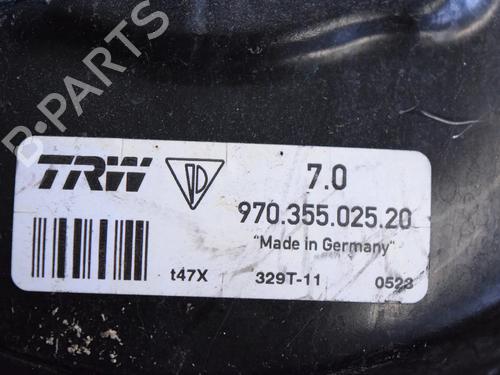 B-PARTS
TRW 7.0
970.355.025.20
"Made in Germany"
t47X 329T-11 0523